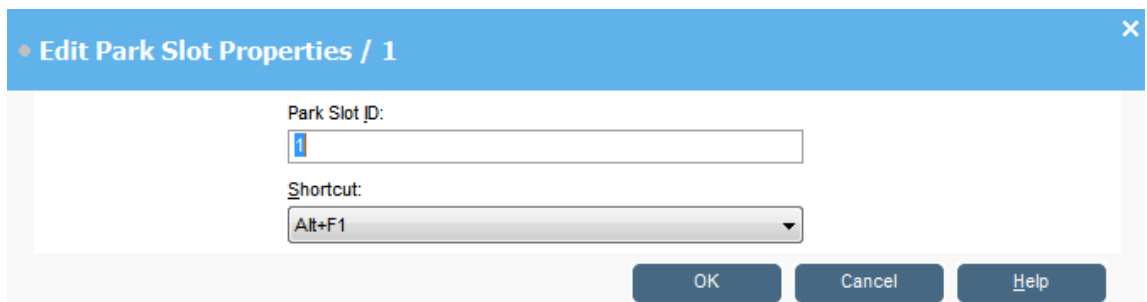 Edit Park Slot Properties / 1
Park Slot ID:
1
Shortcut:
Alt+F1
OK Cancel Help